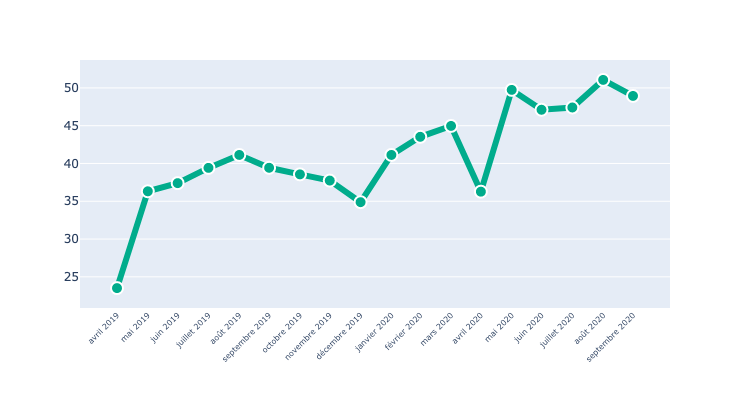 50
45
40
35
30
25
avril 2019
mai 2019
juin 2019
juillet 2019
août 2019
septembre 2019
octobre 2019
novembre 2019
décembre 2019
janvier 2020
février 2020
mars 2020
avril 2020
mai 2020
juin 2020
juillet 2020
août 2020
septembre 2020